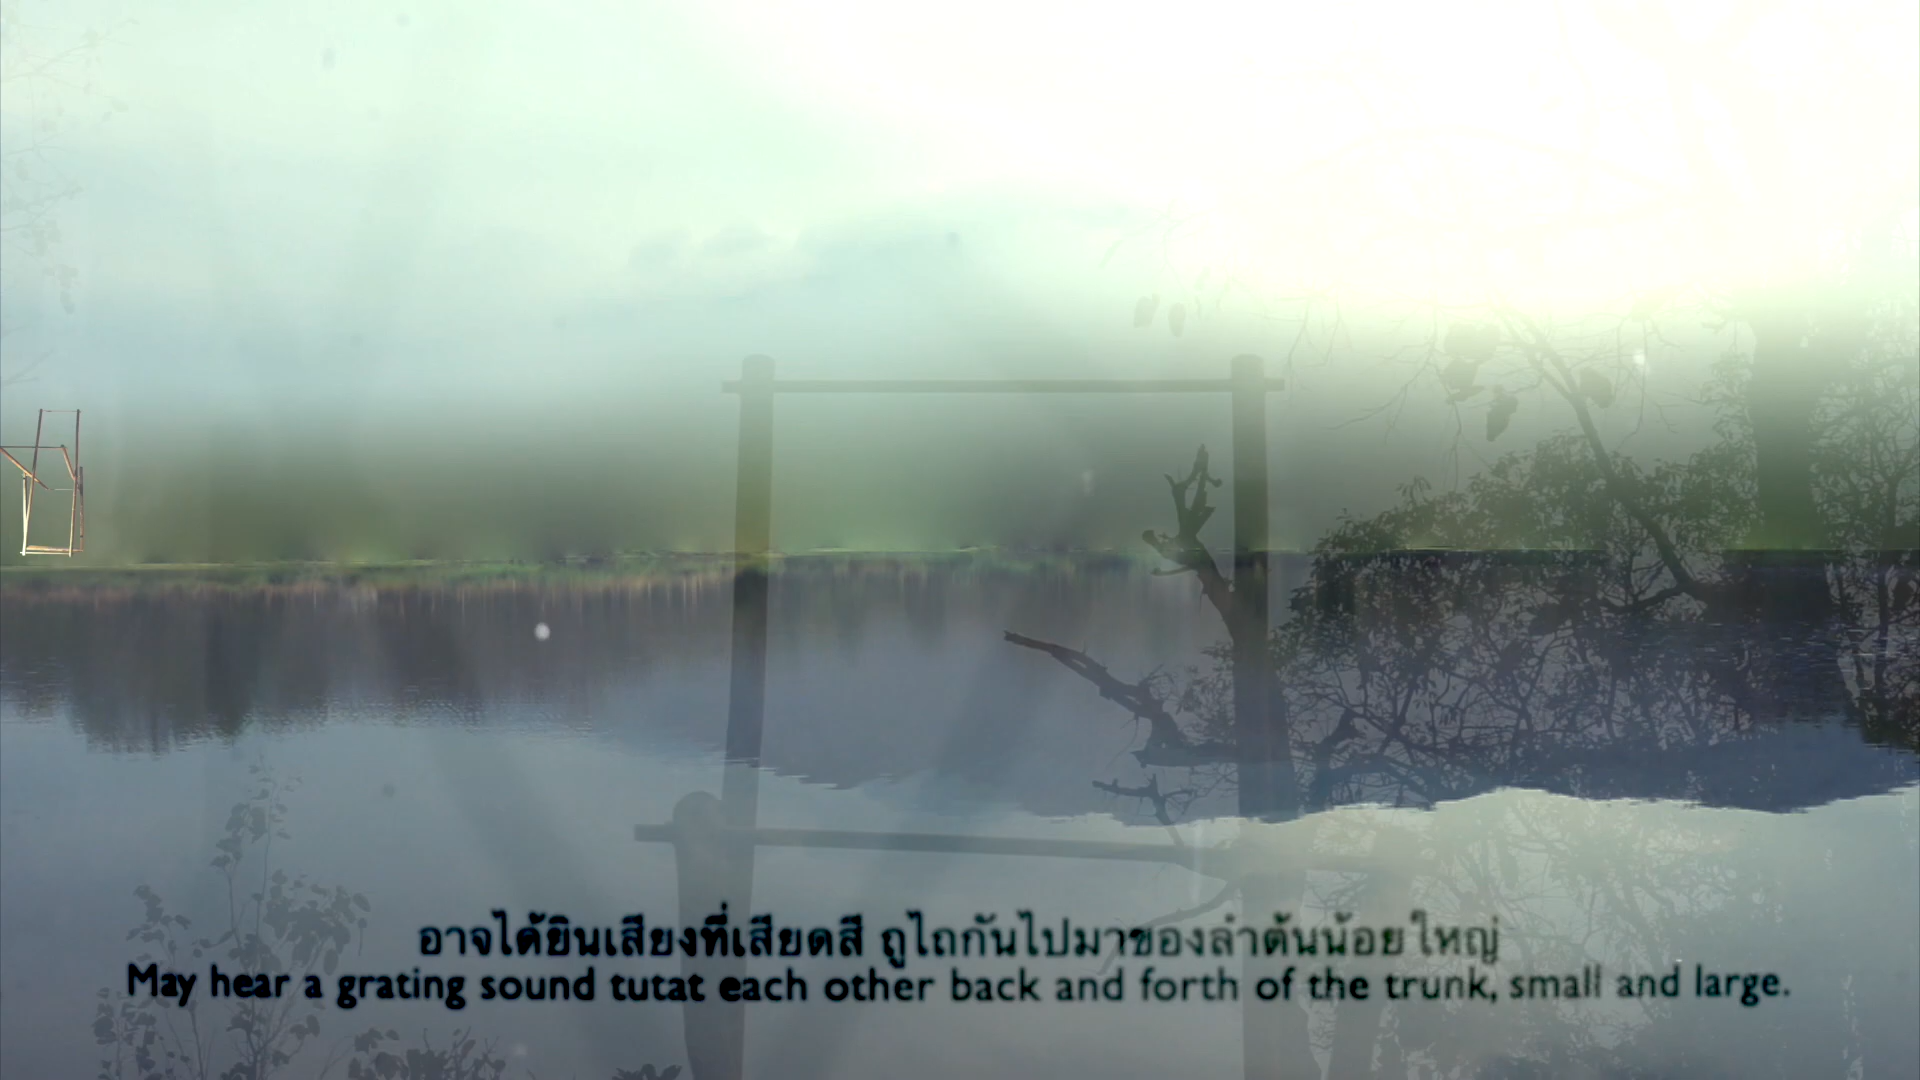 อาจได้ยินเสียงที่เสียดสี ถูไถกันไปมาของลำต้นน้อยใหญ่
May hear a grating sound tutat each other back and forth of the trunk, small and large.